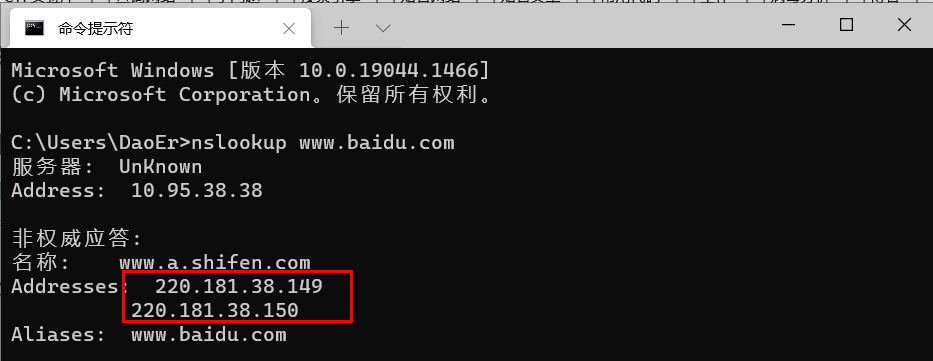 命令提示符
Microsoft Windows [版本 10.0.19044.1466]
(c) Microsoft Corporation。保留所有权利。
C:\Users\DaoEr>nslookup www.baidu.com
服务器:  UnKnown
Address:  10.95.38.38
非权威应答:
名称:    www.a.shifen.com
Addresses:  220.181.38.149
220.181.38.150
Aliases:  www.baidu.com